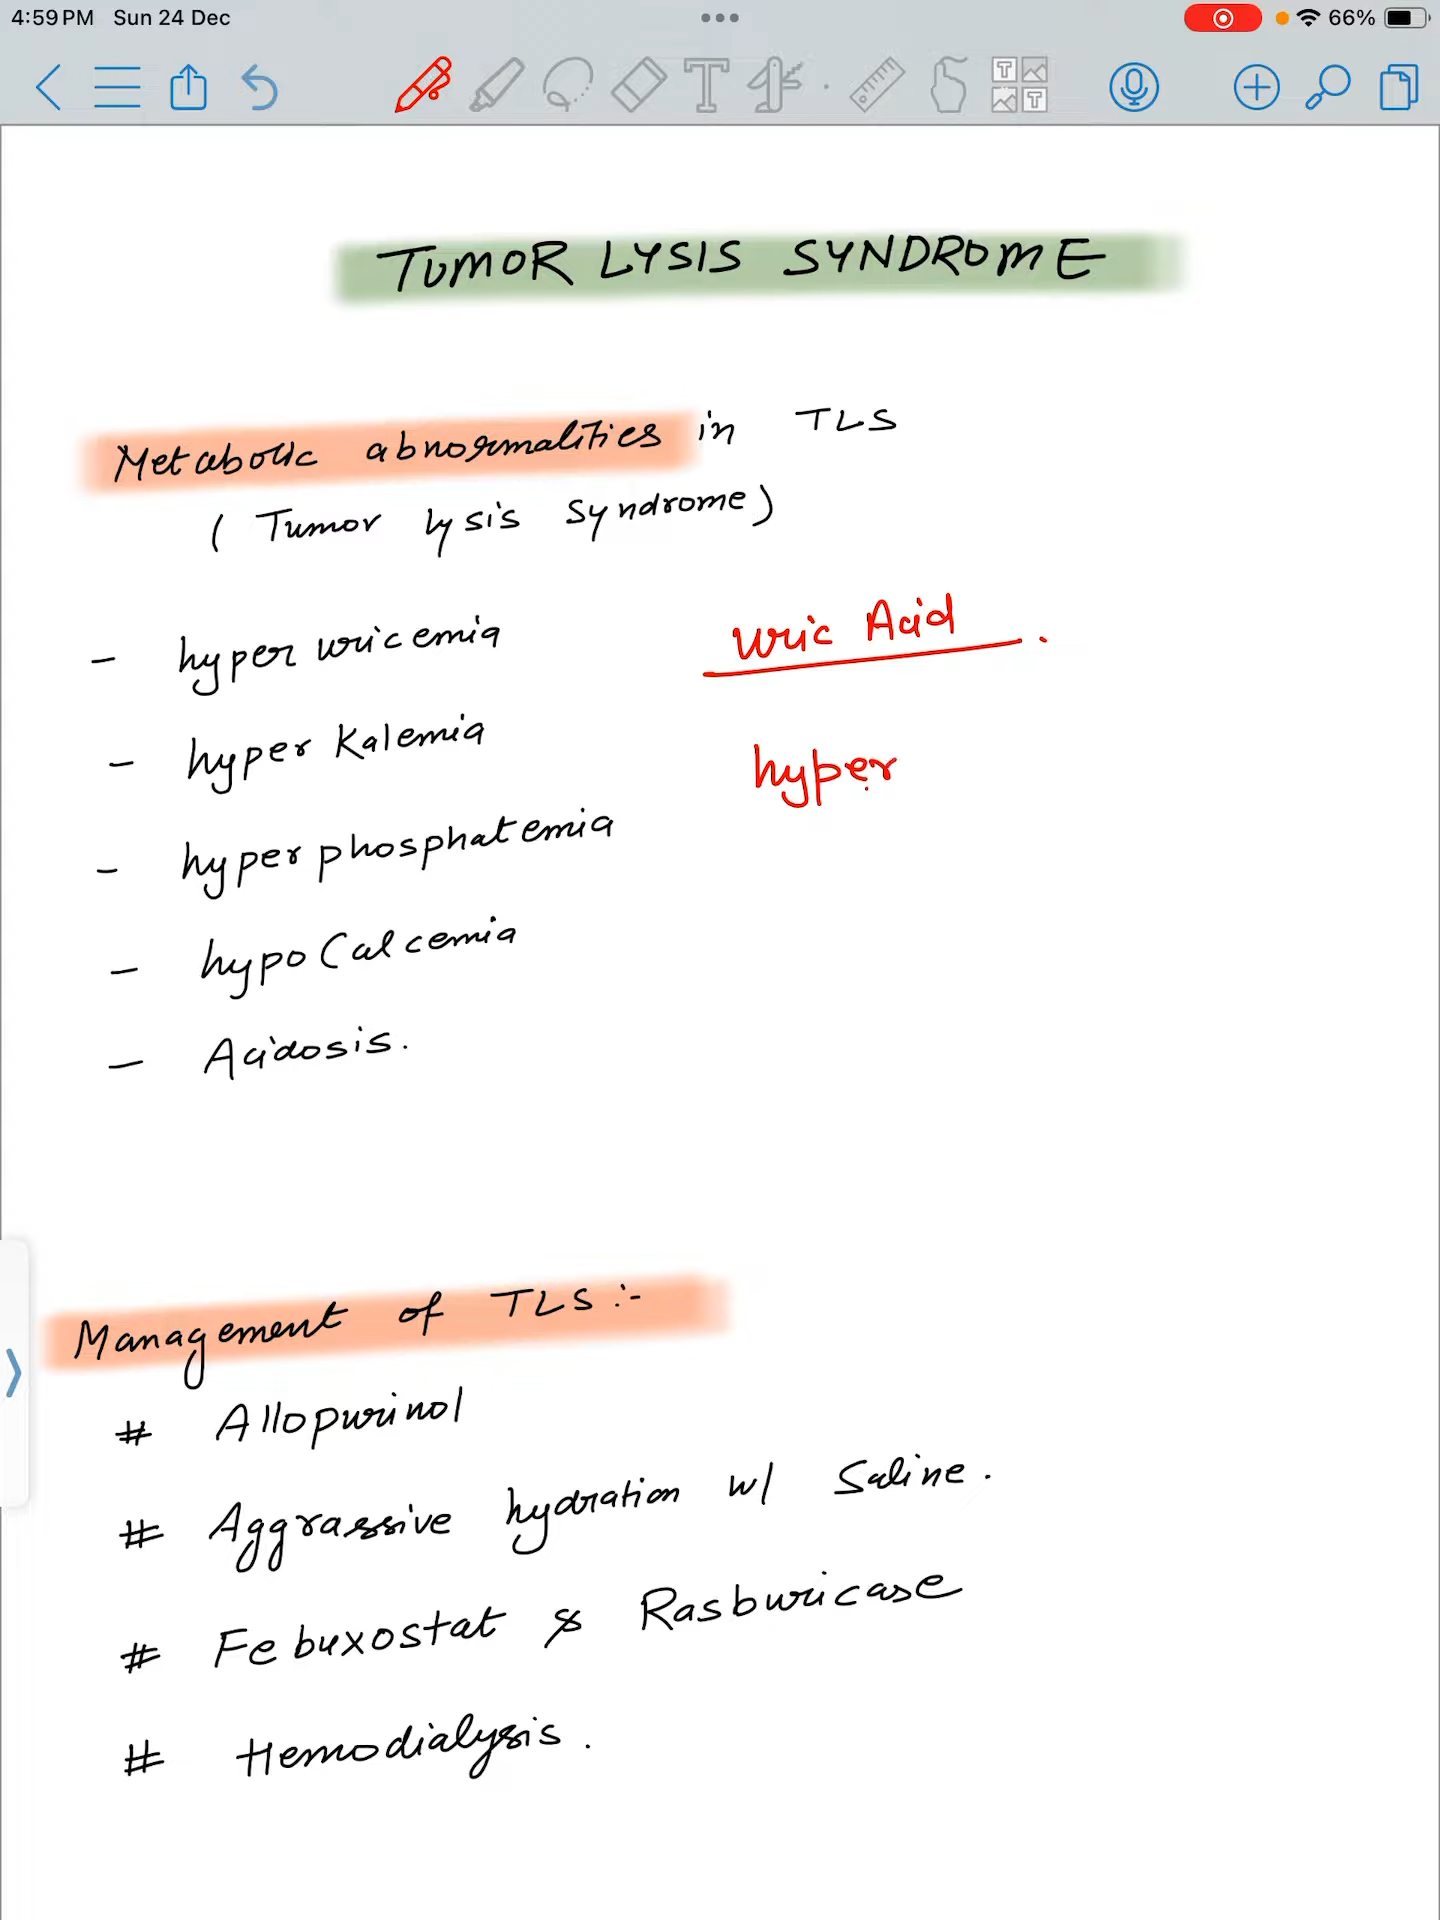 4:59 PM Sun 24 Dec
66%
TUMOR LYSIS SYNDROME
Metabolic abnormalities in TLS
( Tumor lysis syndrome )
- hyper uricemia
uric Acid .
- hyper Kalemia
hyper
- hyper phosphatemia
- hypo Calcemia
- Acidosis.
Management of TLS :-
# Allopurinol
# Aggrassive hydration w/ Saline .
# Febuxostat & Rasburicase
# Hemodialysis .